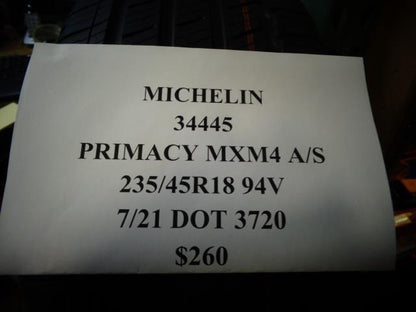 MICHELIN
34445
PRIMACY MXM4 A/S
235/45R18 94V
7/21 DOT 3720
$260